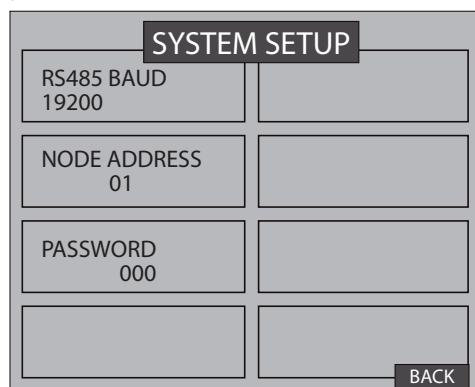 SYSTEM SETUP
RS485 BAUD
19200
NODE ADDRESS
01
PASSWORD
000
BACK